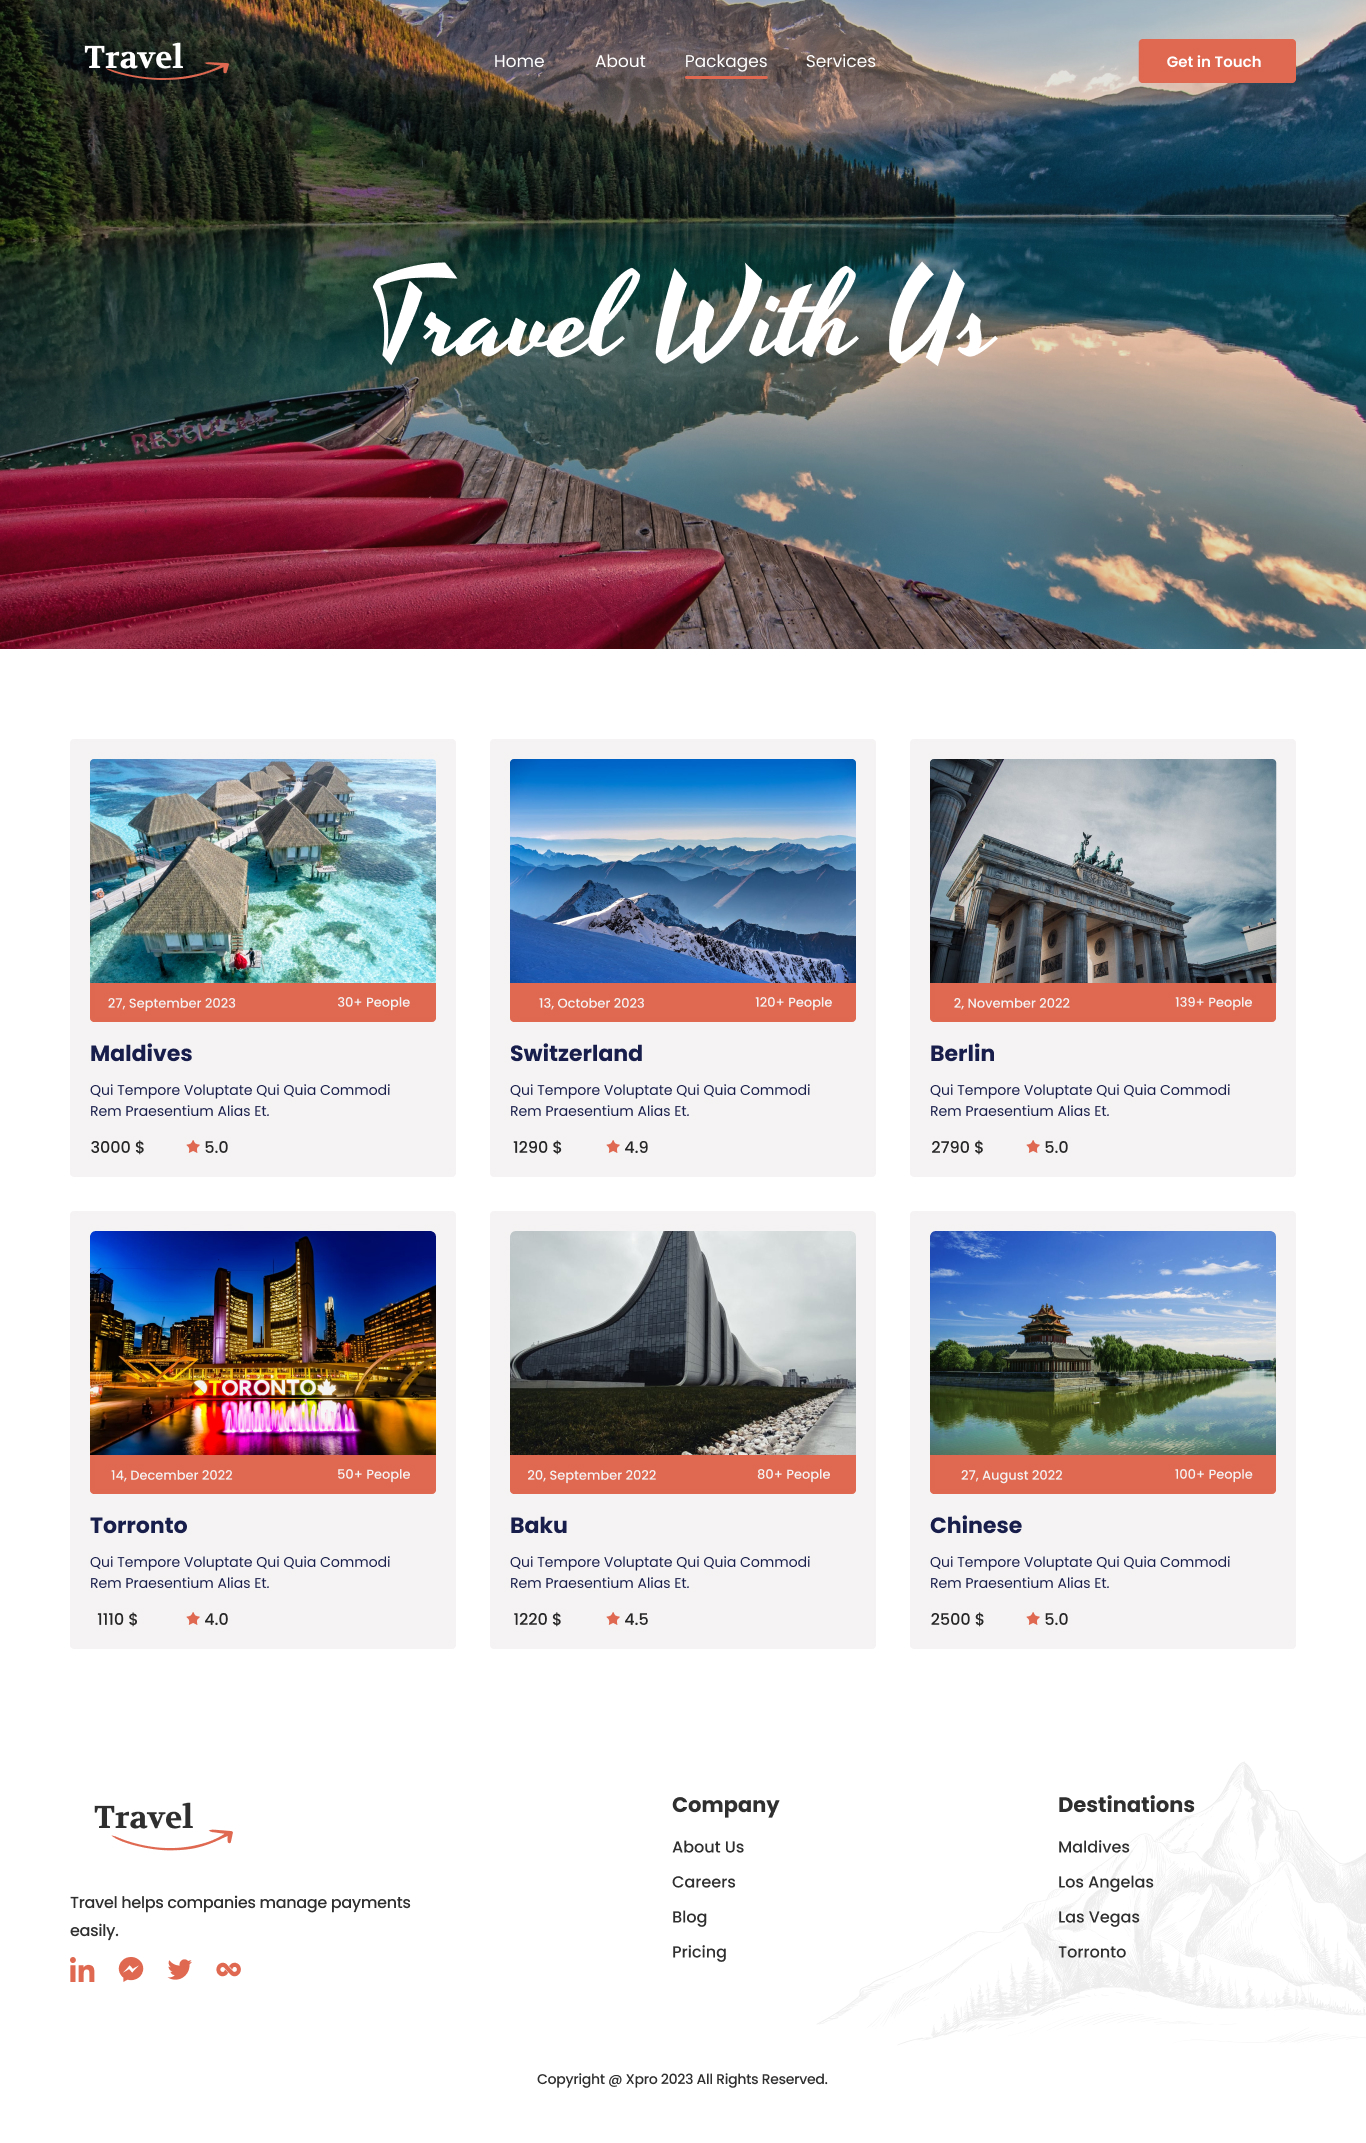 Travel
Home About Packages Services
Get in Touch
Travel With Us
RESCUE
27, September 2023 30+ People
Maldives
Qui Tempore Voluptate Qui Quia Commodi
Rem Praesentium Alias Et.
3000 $ 5.0
13, October 2023 120+ People
Switzerland
Qui Tempore Voluptate Qui Quia Commodi
Rem Praesentium Alias Et.
1290 $ 4.9
2, November 2022 139+ People
Berlin
Qui Tempore Voluptate Qui Quia Commodi
Rem Praesentium Alias Et.
2790 $ 5.0
TORONTO
14, December 2022 50+ People
Torronto
Qui Tempore Voluptate Qui Quia Commodi
Rem Praesentium Alias Et.
1110 $ 4.0
20, September 2022 80+ People
Baku
Qui Tempore Voluptate Qui Quia Commodi
Rem Praesentium Alias Et.
1220 $ 4.5
27, August 2022 100+ People
Chinese
Qui Tempore Voluptate Qui Quia Commodi
Rem Praesentium Alias Et.
2500 $ 5.0
Travel
Travel helps companies manage payments
easily.
in
Company
About Us
Careers
Blog
Pricing
Destinations
Maldives
Los Angelas
Las Vegas
Torronto
Copyright @ Xpro 2023 All Rights Reserved.